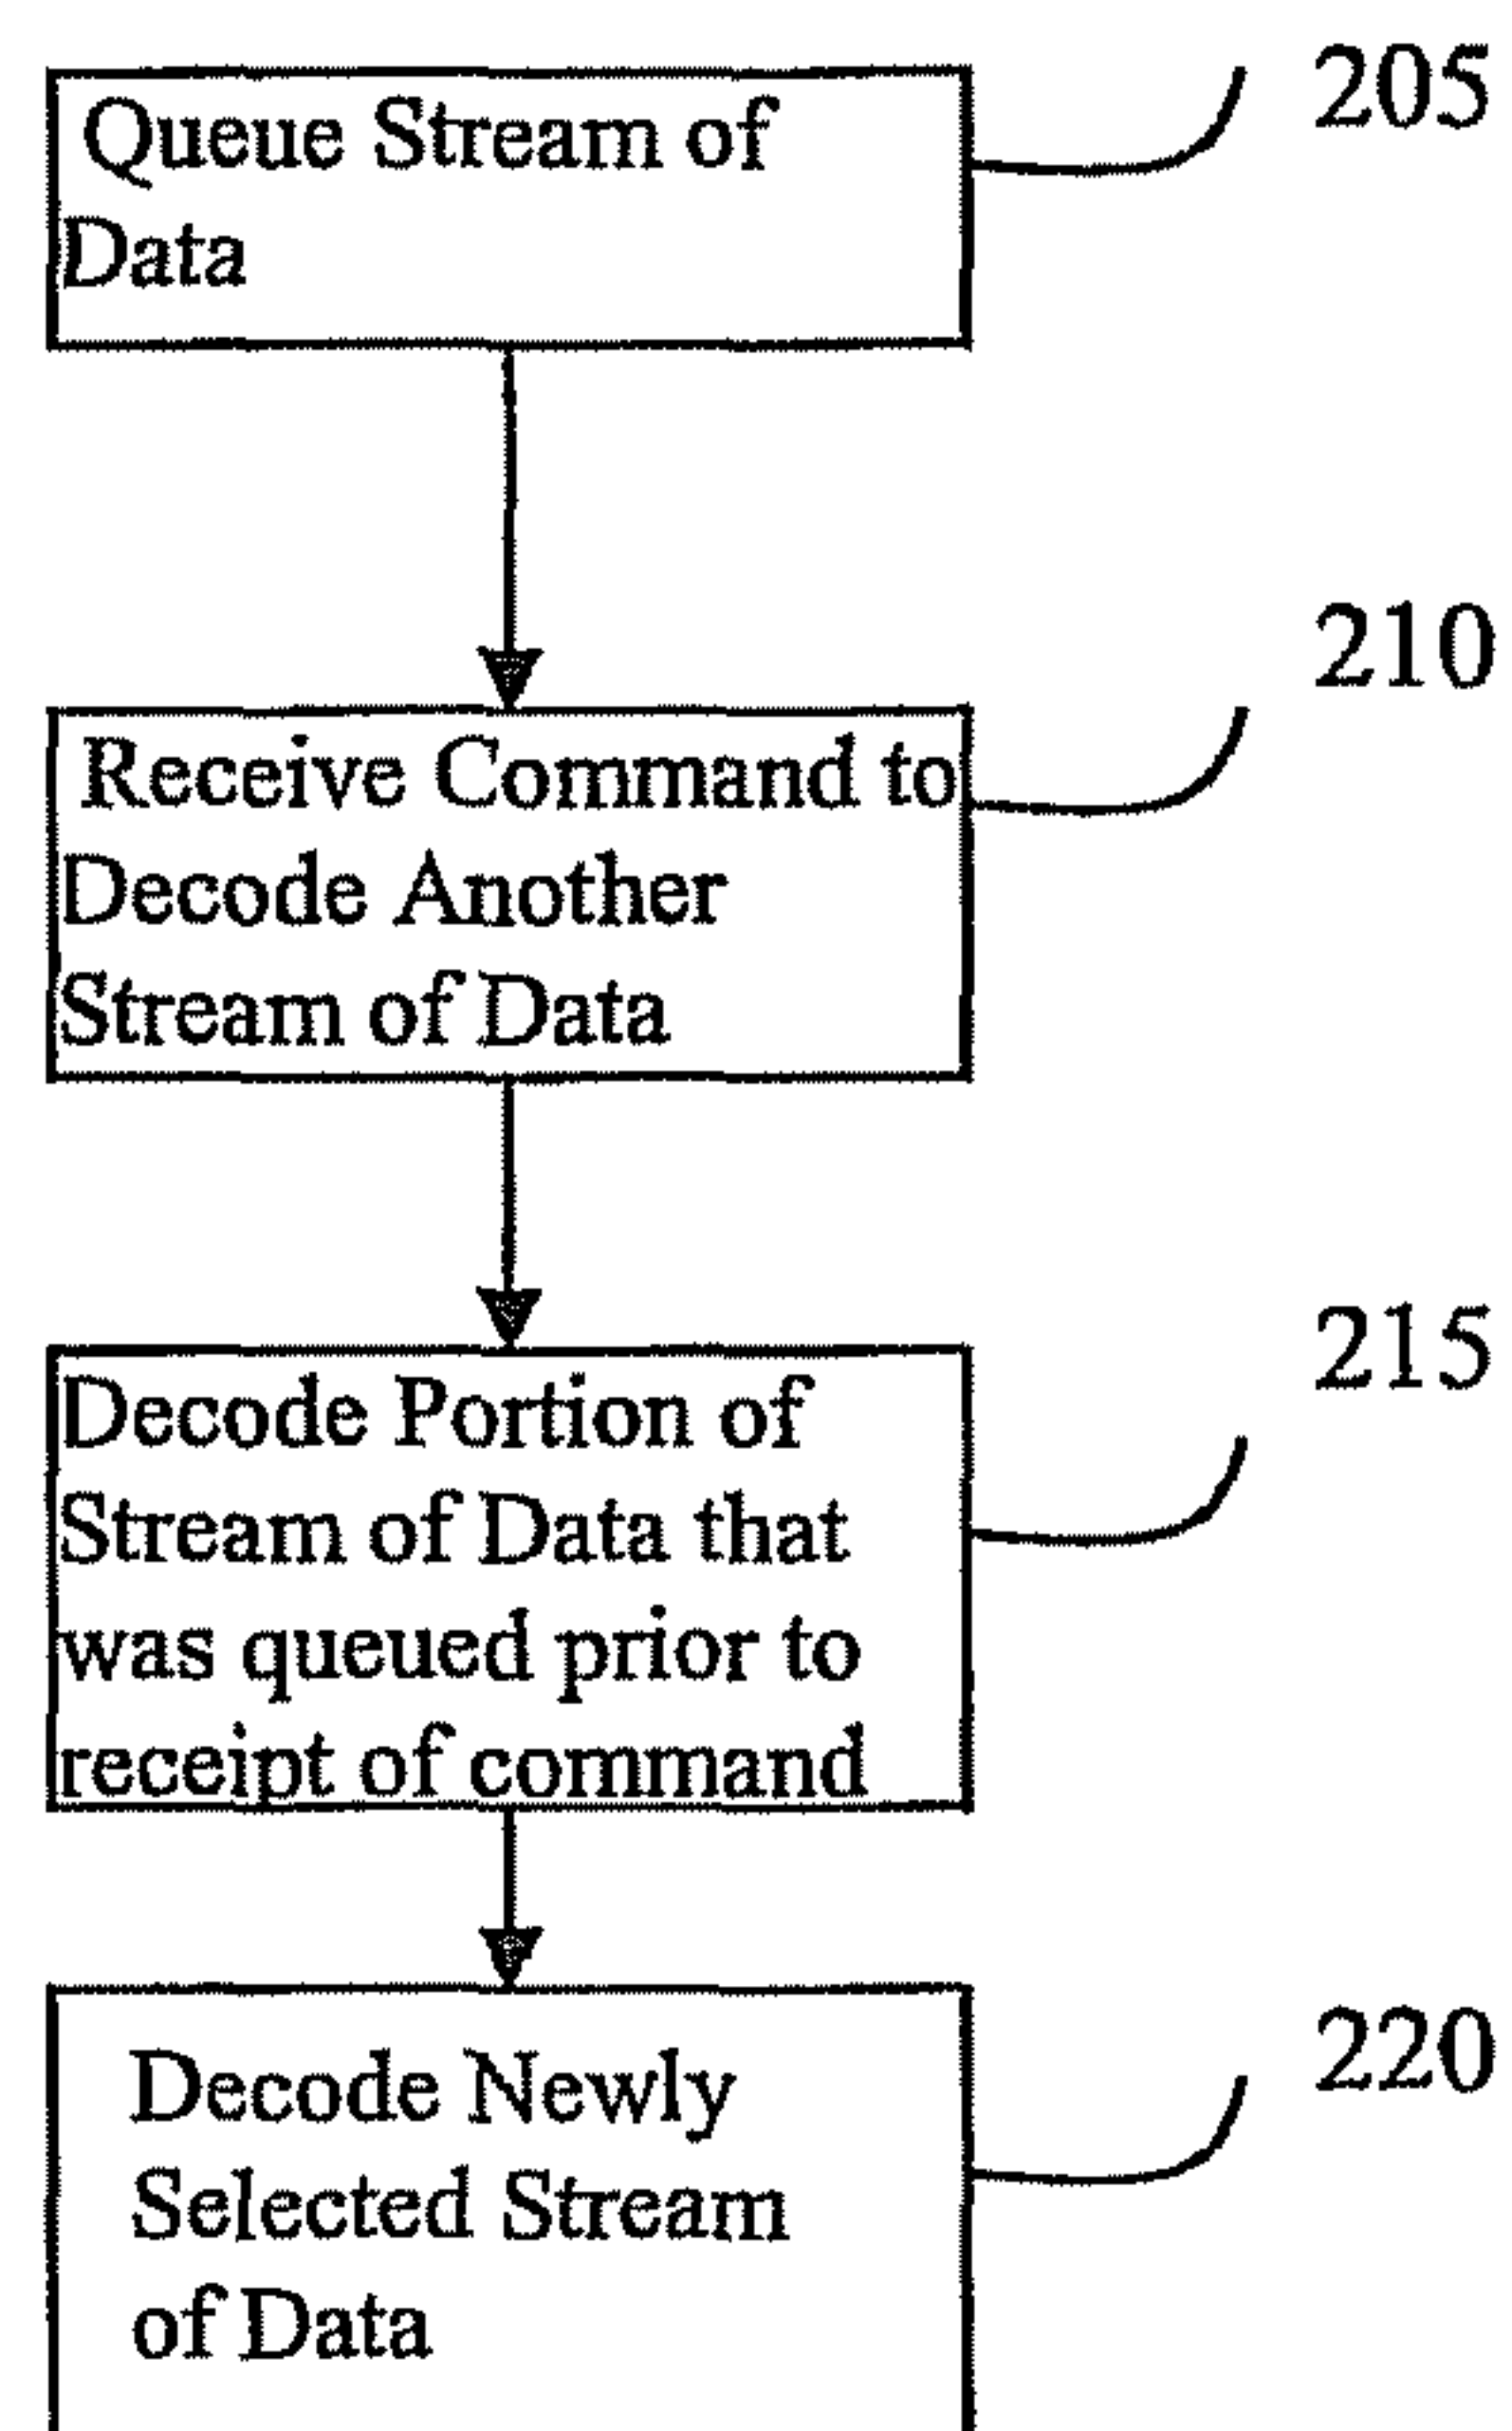 Queue Stream of
Data
205
Receive Command to
Decode Another
Stream of Data
210
Decode Portion of
Stream of Data that
was queued prior to
receipt of command
215
Decode Newly
Selected Stream
of Data
220